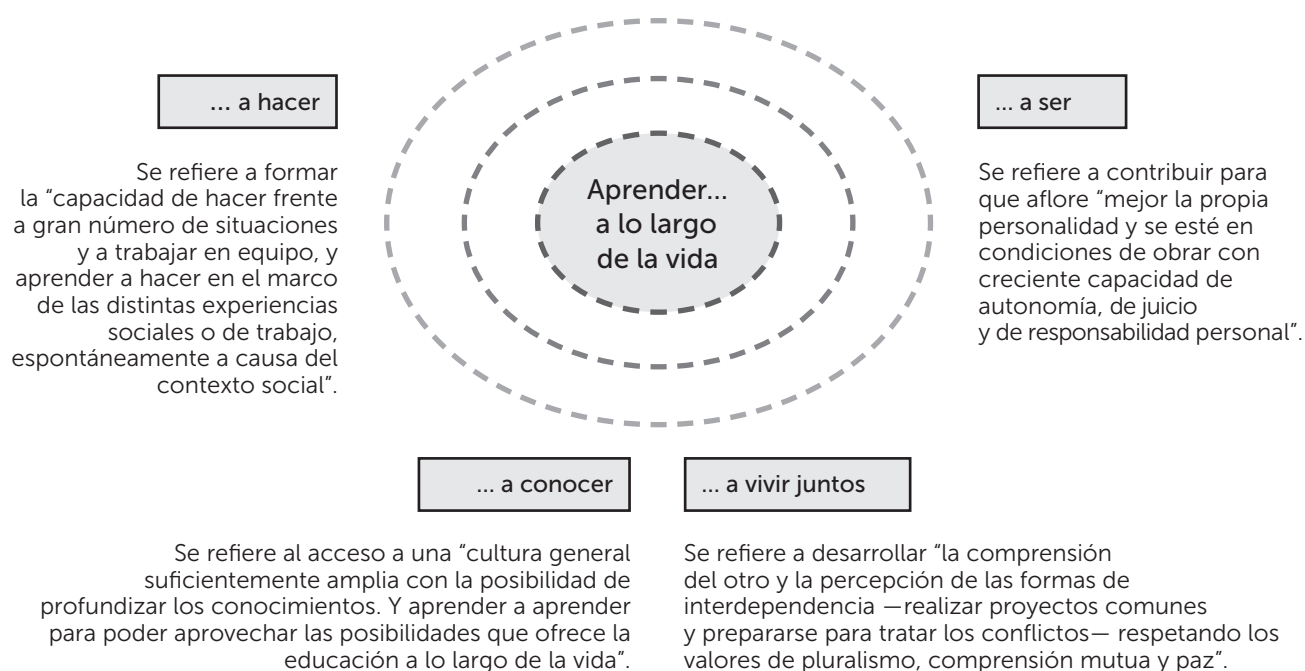 ... a hacer
Se refiere a formar
la “capacidad de hacer frente
a gran número de situaciones
y a trabajar en equipo, y
aprender a hacer en el marco
de las distintas experiencias
sociales o de trabajo,
espontáneamente a causa del
contexto social”.
Aprender...
a lo largo
de la vida
... a ser
Se refiere a contribuir para
que aflore “mejor la propia
personalidad y se esté en
condiciones de obrar con
creciente capacidad de
autonomía, de juicio
y de responsabilidad personal”.
... a conocer
Se refiere al acceso a una “cultura general
suficientemente amplia con la posibilidad de
profundizar los conocimientos. Y aprender a aprender
para poder aprovechar las posibilidades que ofrece la
educación a lo largo de la vida”.
... a vivir juntos
Se refiere a desarrollar “la comprensión
del otro y la percepción de las formas de
interdependencia —realizar proyectos comunes
y prepararse para tratar los conflictos— respetando los
valores de pluralismo, comprensión mutua y paz”.